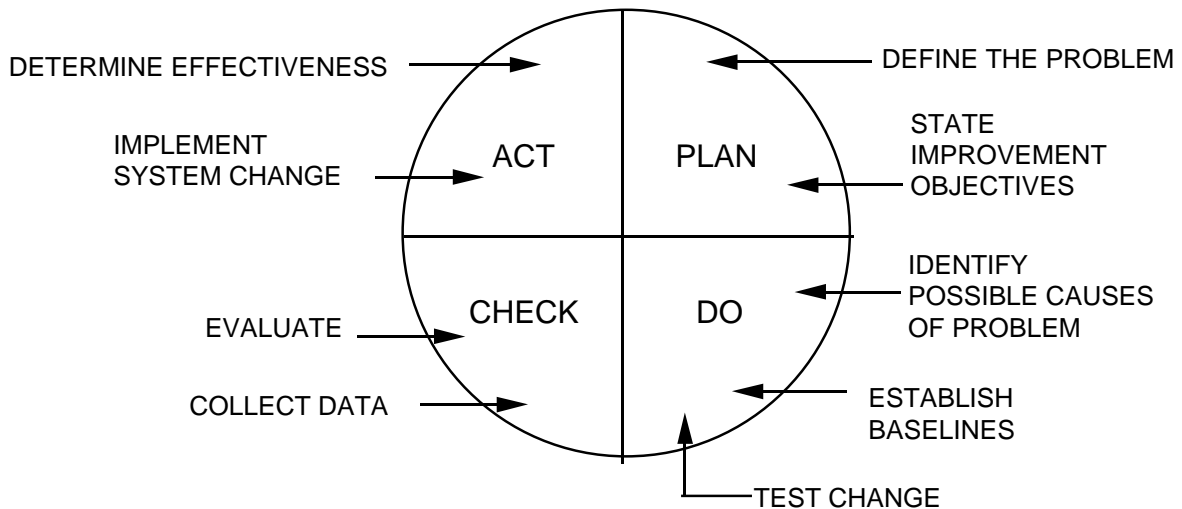 DETERMINE EFFECTIVENESS
DEFINE THE PROBLEM
IMPLEMENT
SYSTEM CHANGE
ACT
PLAN
STATE
IMPROVEMENT
OBJECTIVES
EVALUATE
CHECK
DO
IDENTIFY
POSSIBLE CAUSES
OF PROBLEM
COLLECT DATA
ESTABLISH
BASELINES
TEST CHANGE